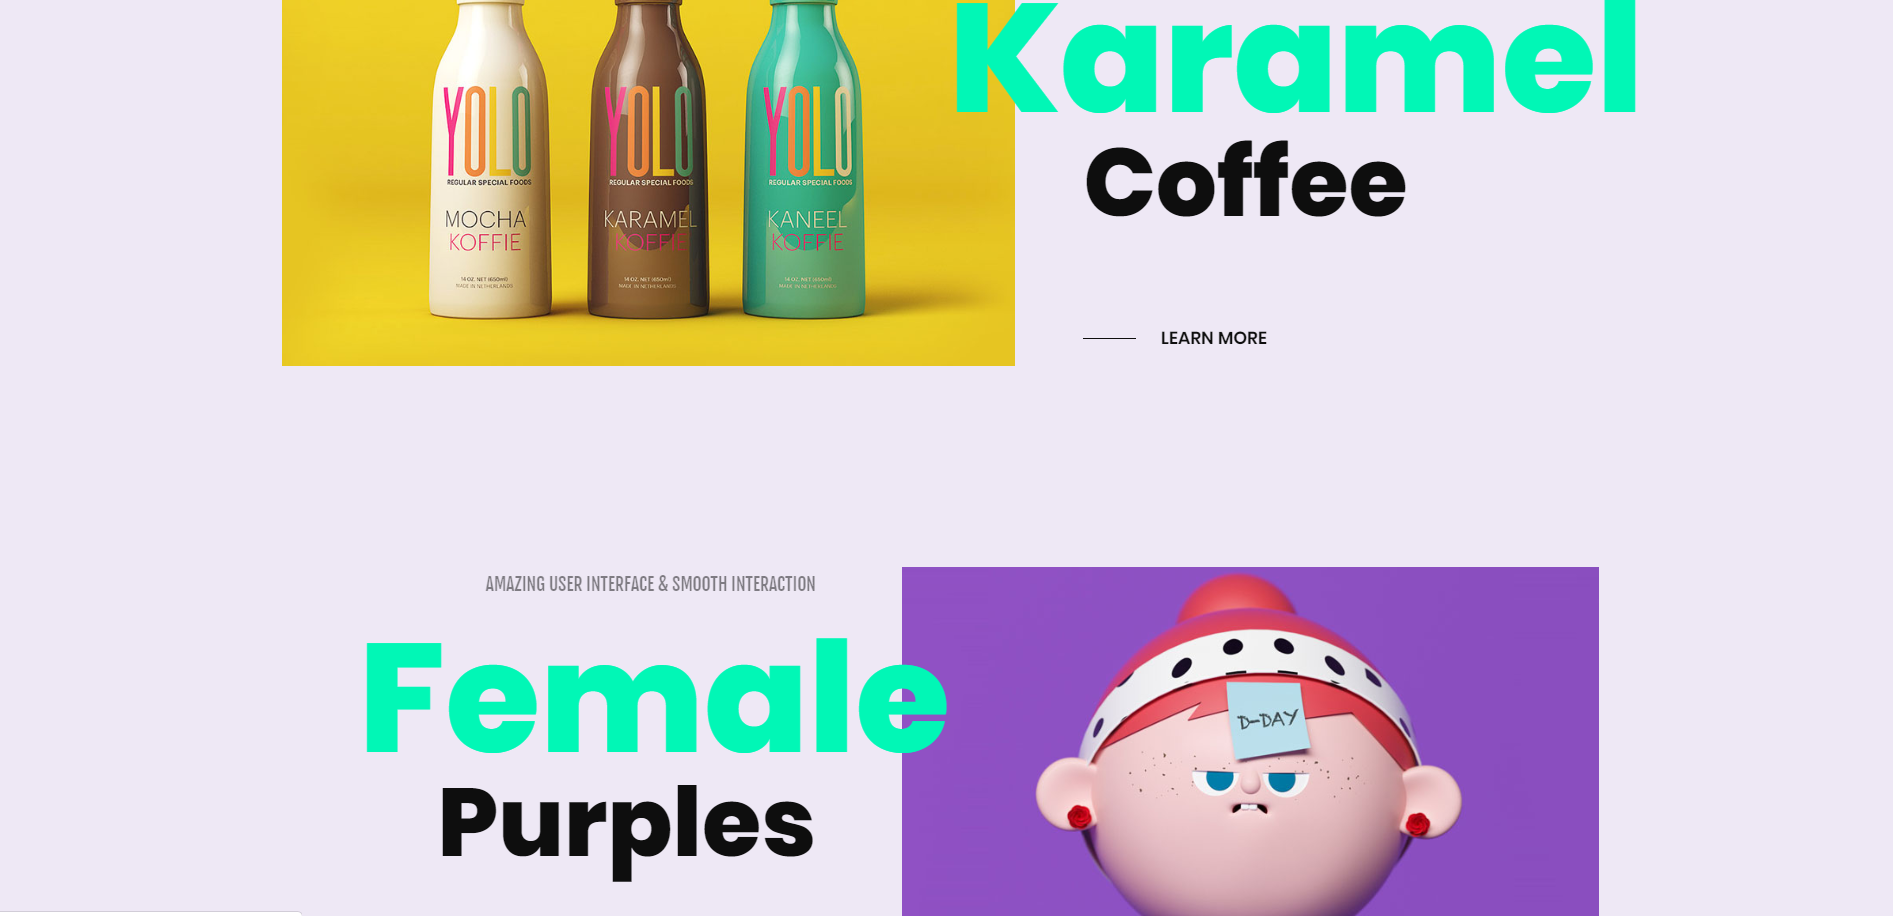 Karamel
Coffee
YOLO
REGULAR SPECIAL FOODS
MOCHA
KOFFIE
14 OZ. NET (650ml)
MADE IN NETHERLANDS
YOLO
REGULAR SPECIAL FOODS
KARAMEL
KOFFIE
14 OZ. NET (650ml)
MADE IN NETHERLANDS
YOLO
REGULAR SPECIAL FOODS
KANEEL
KOFFIE
14 OZ. NET (650ml)
MADE IN NETHERLANDS
LEARN MORE
AMAZING USER INTERFACE & SMOOTH INTERACTION
Female
Purples
D-DAY